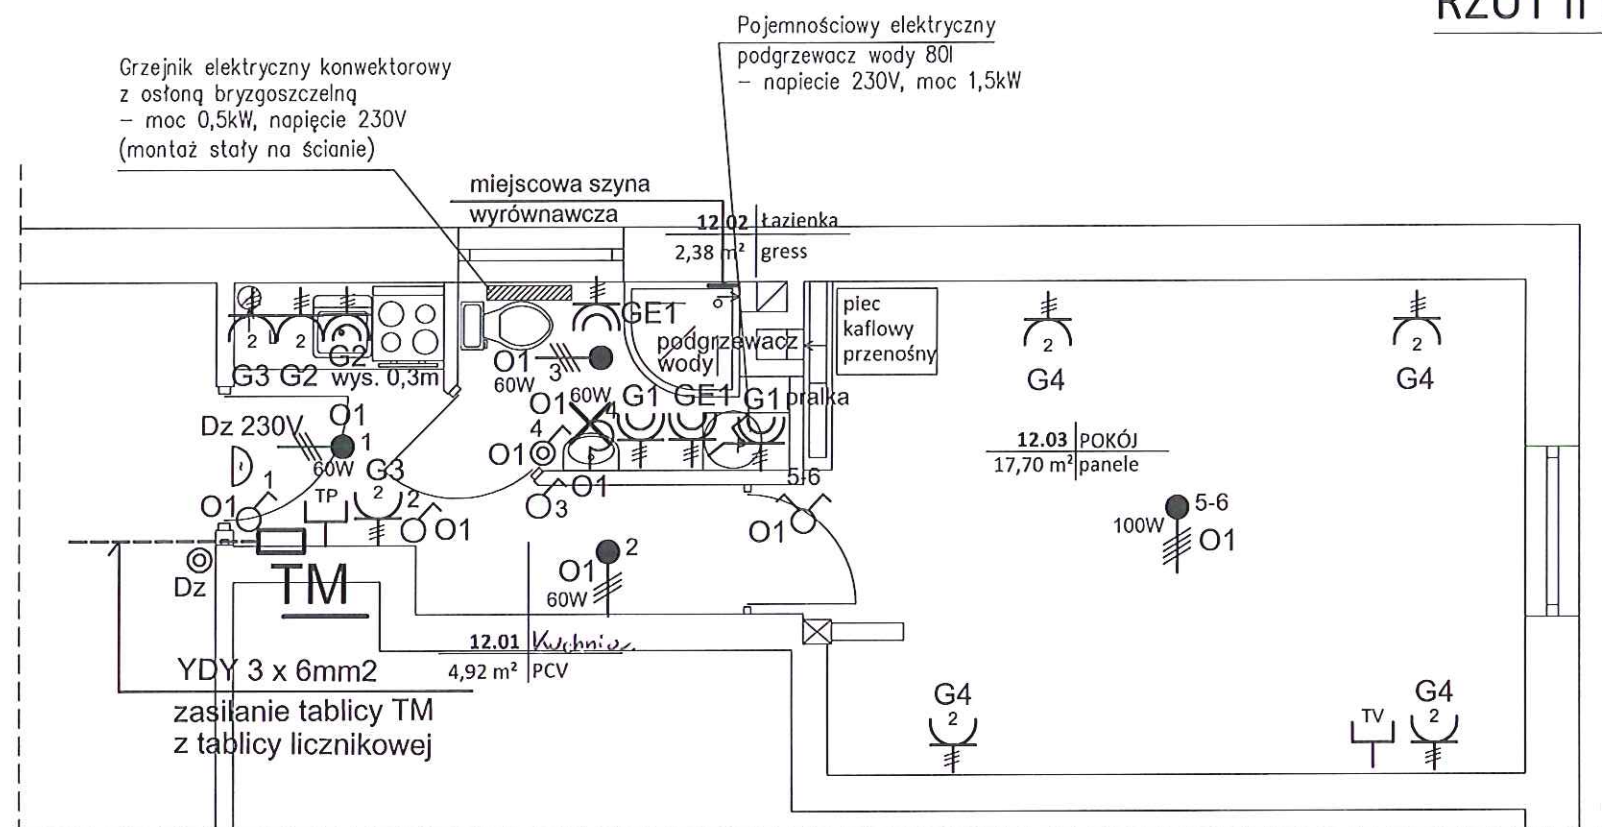 RZUT II
Pojemnościowy elektryczny
podgrzewacz wody 80l
– napiecie 230V, moc 1,5kW
Grzejnik elektryczny konwektorowy
z osłoną bryzgoszczelną
– moc 0,5kW, napięcie 230V
(montaż stały na ścianie)
miejscowa szyna
wyrównawcza
12.02 Łazienka
2,38 m² gress
piec
kaflowy
przenośny
GE1
podgrzewacz
wody
2
2
G2
G3 G2 wys. 0,3m
O1
60W
3
60W
2
G4
2
G4
O1
4
G1
GE1
G1 pralka
Dz 230V
O1
1
60W
4
O1
G3
2
2
TP
1
O1
O1
O1
3
5-6
O1
12.03 POKÓJ
17,70 m² panele
5-6
100W
O1
2
O1
60W
Dz
TM
12.01 Kuchnia.
4,92 m² PCV
YDY 3 x 6mm2
zasilanie tablicy TM
z tablicy licznikowej
G4
2
TV
G4
2